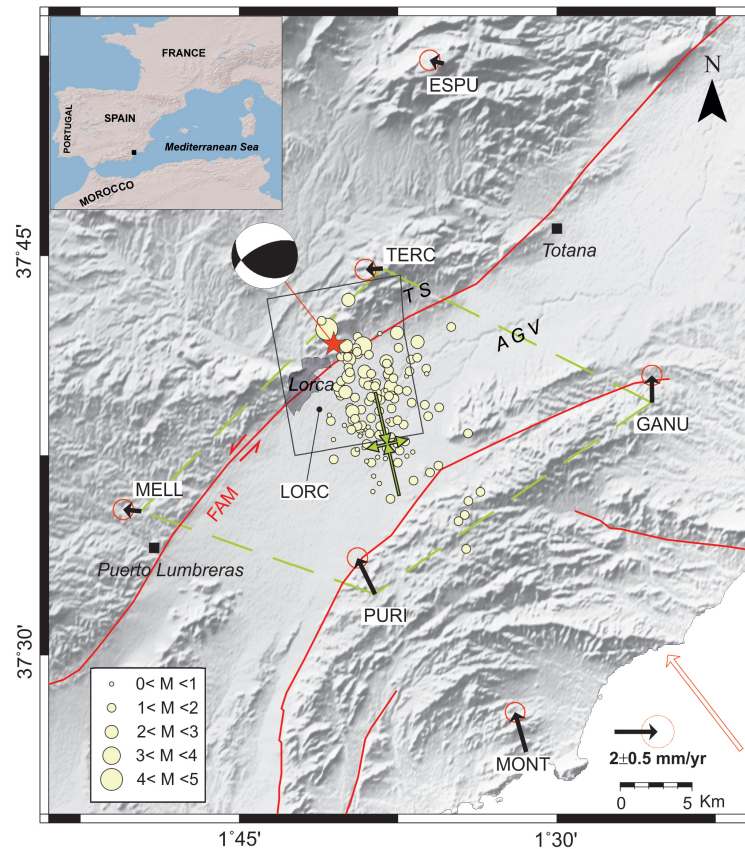 FRANCE
PORTUGAL
SPAIN
Mediterranean Sea
MOROCCO
ESPU
N
37°45'
TERC
Totana
TS
AGV
Lorca
GANU
LORC
MELL
FAM
Puerto Lumbreras
PURI
37°30'
0< M <1
1< M <2
2< M <3
3< M <4
4< M <5
MONT
2±0.5 mm/yr
0 5 Km
1°45' 1°30'